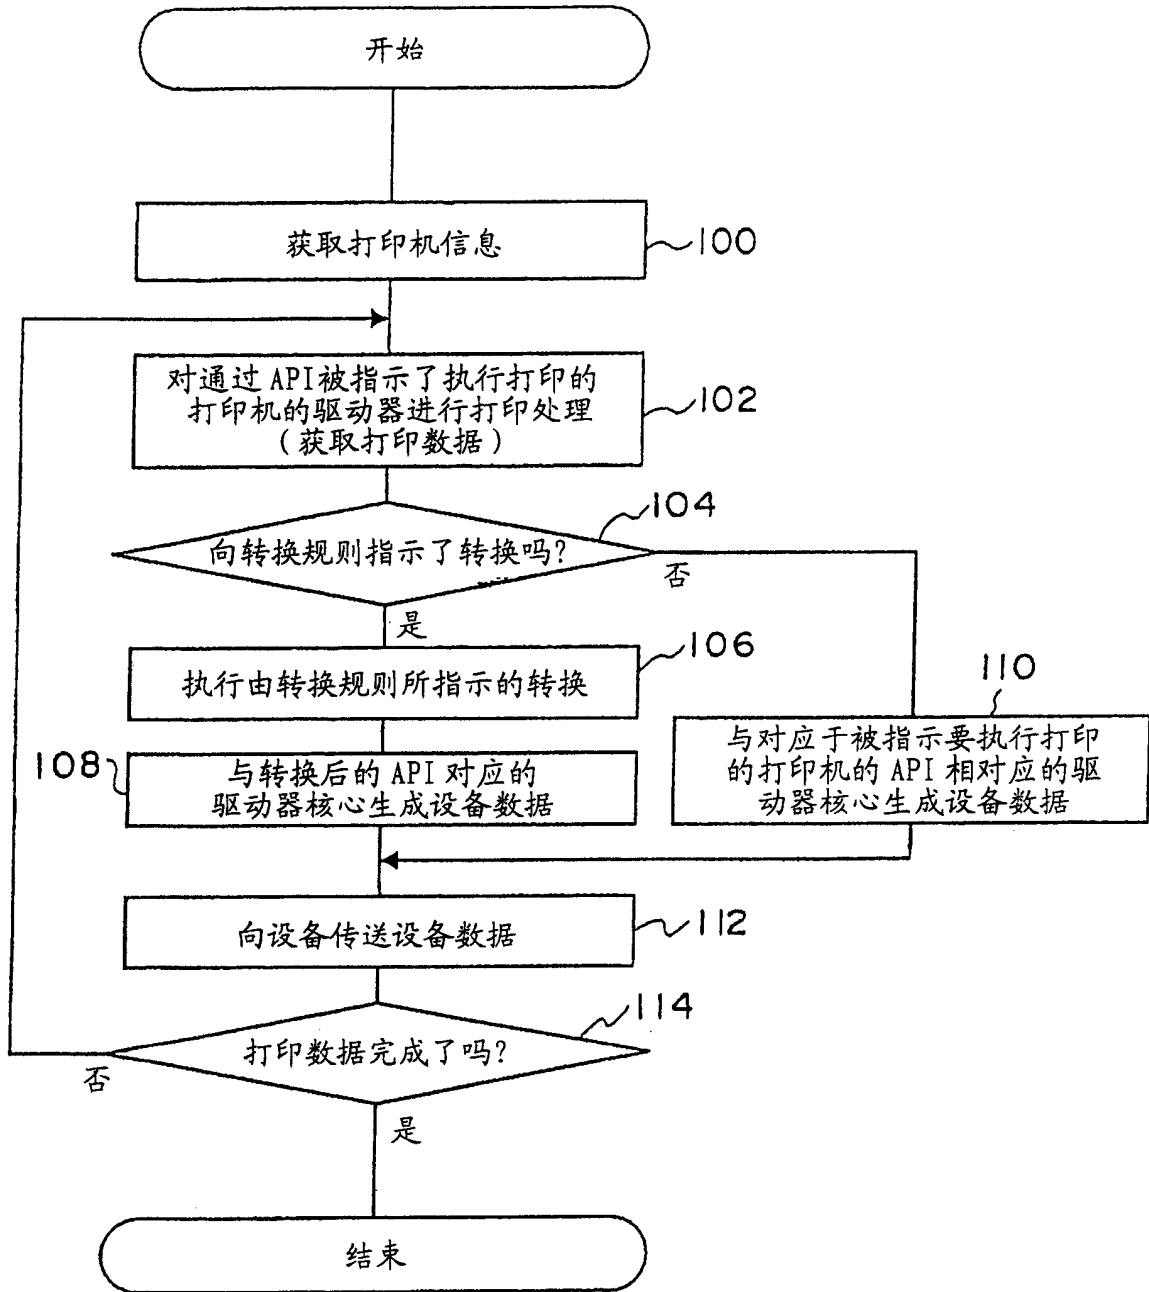 开始
获取打印机信息
100
对通过 API被指示了执行打印的
打印机的驱动器进行打印处理
(获取打印数据)
102
104
向转换规则指示了转换吗?
否
是
106
执行由转换规则所指示的转换
110
108
与转换后的 API 对应的
驱动器核心生成设备数据
与对应于被指示要执行打印
的打印机的 API 相对应的驱
动器核心生成设备数据
向设备传送设备数据
112
114
打印数据完成了吗?
否
是
结束